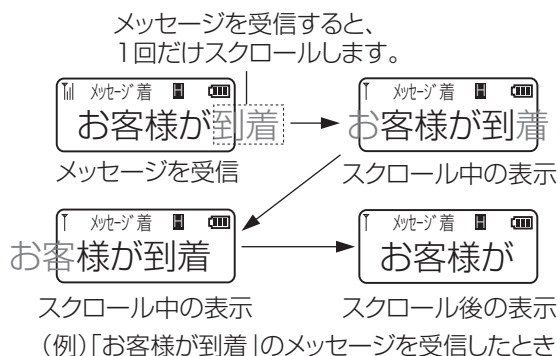 メッセージを受信すると、
1回だけスクロールします。
メッセージ着
お客様が到着
メッセージ着
お客様が到着
メッセージを受信
スクロール中の表示
メッセージ着
お客様が到着
メッセージ着
お客様が
スクロール中の表示
スクロール後の表示
(例)「お客様が到着」のメッセージを受信したとき